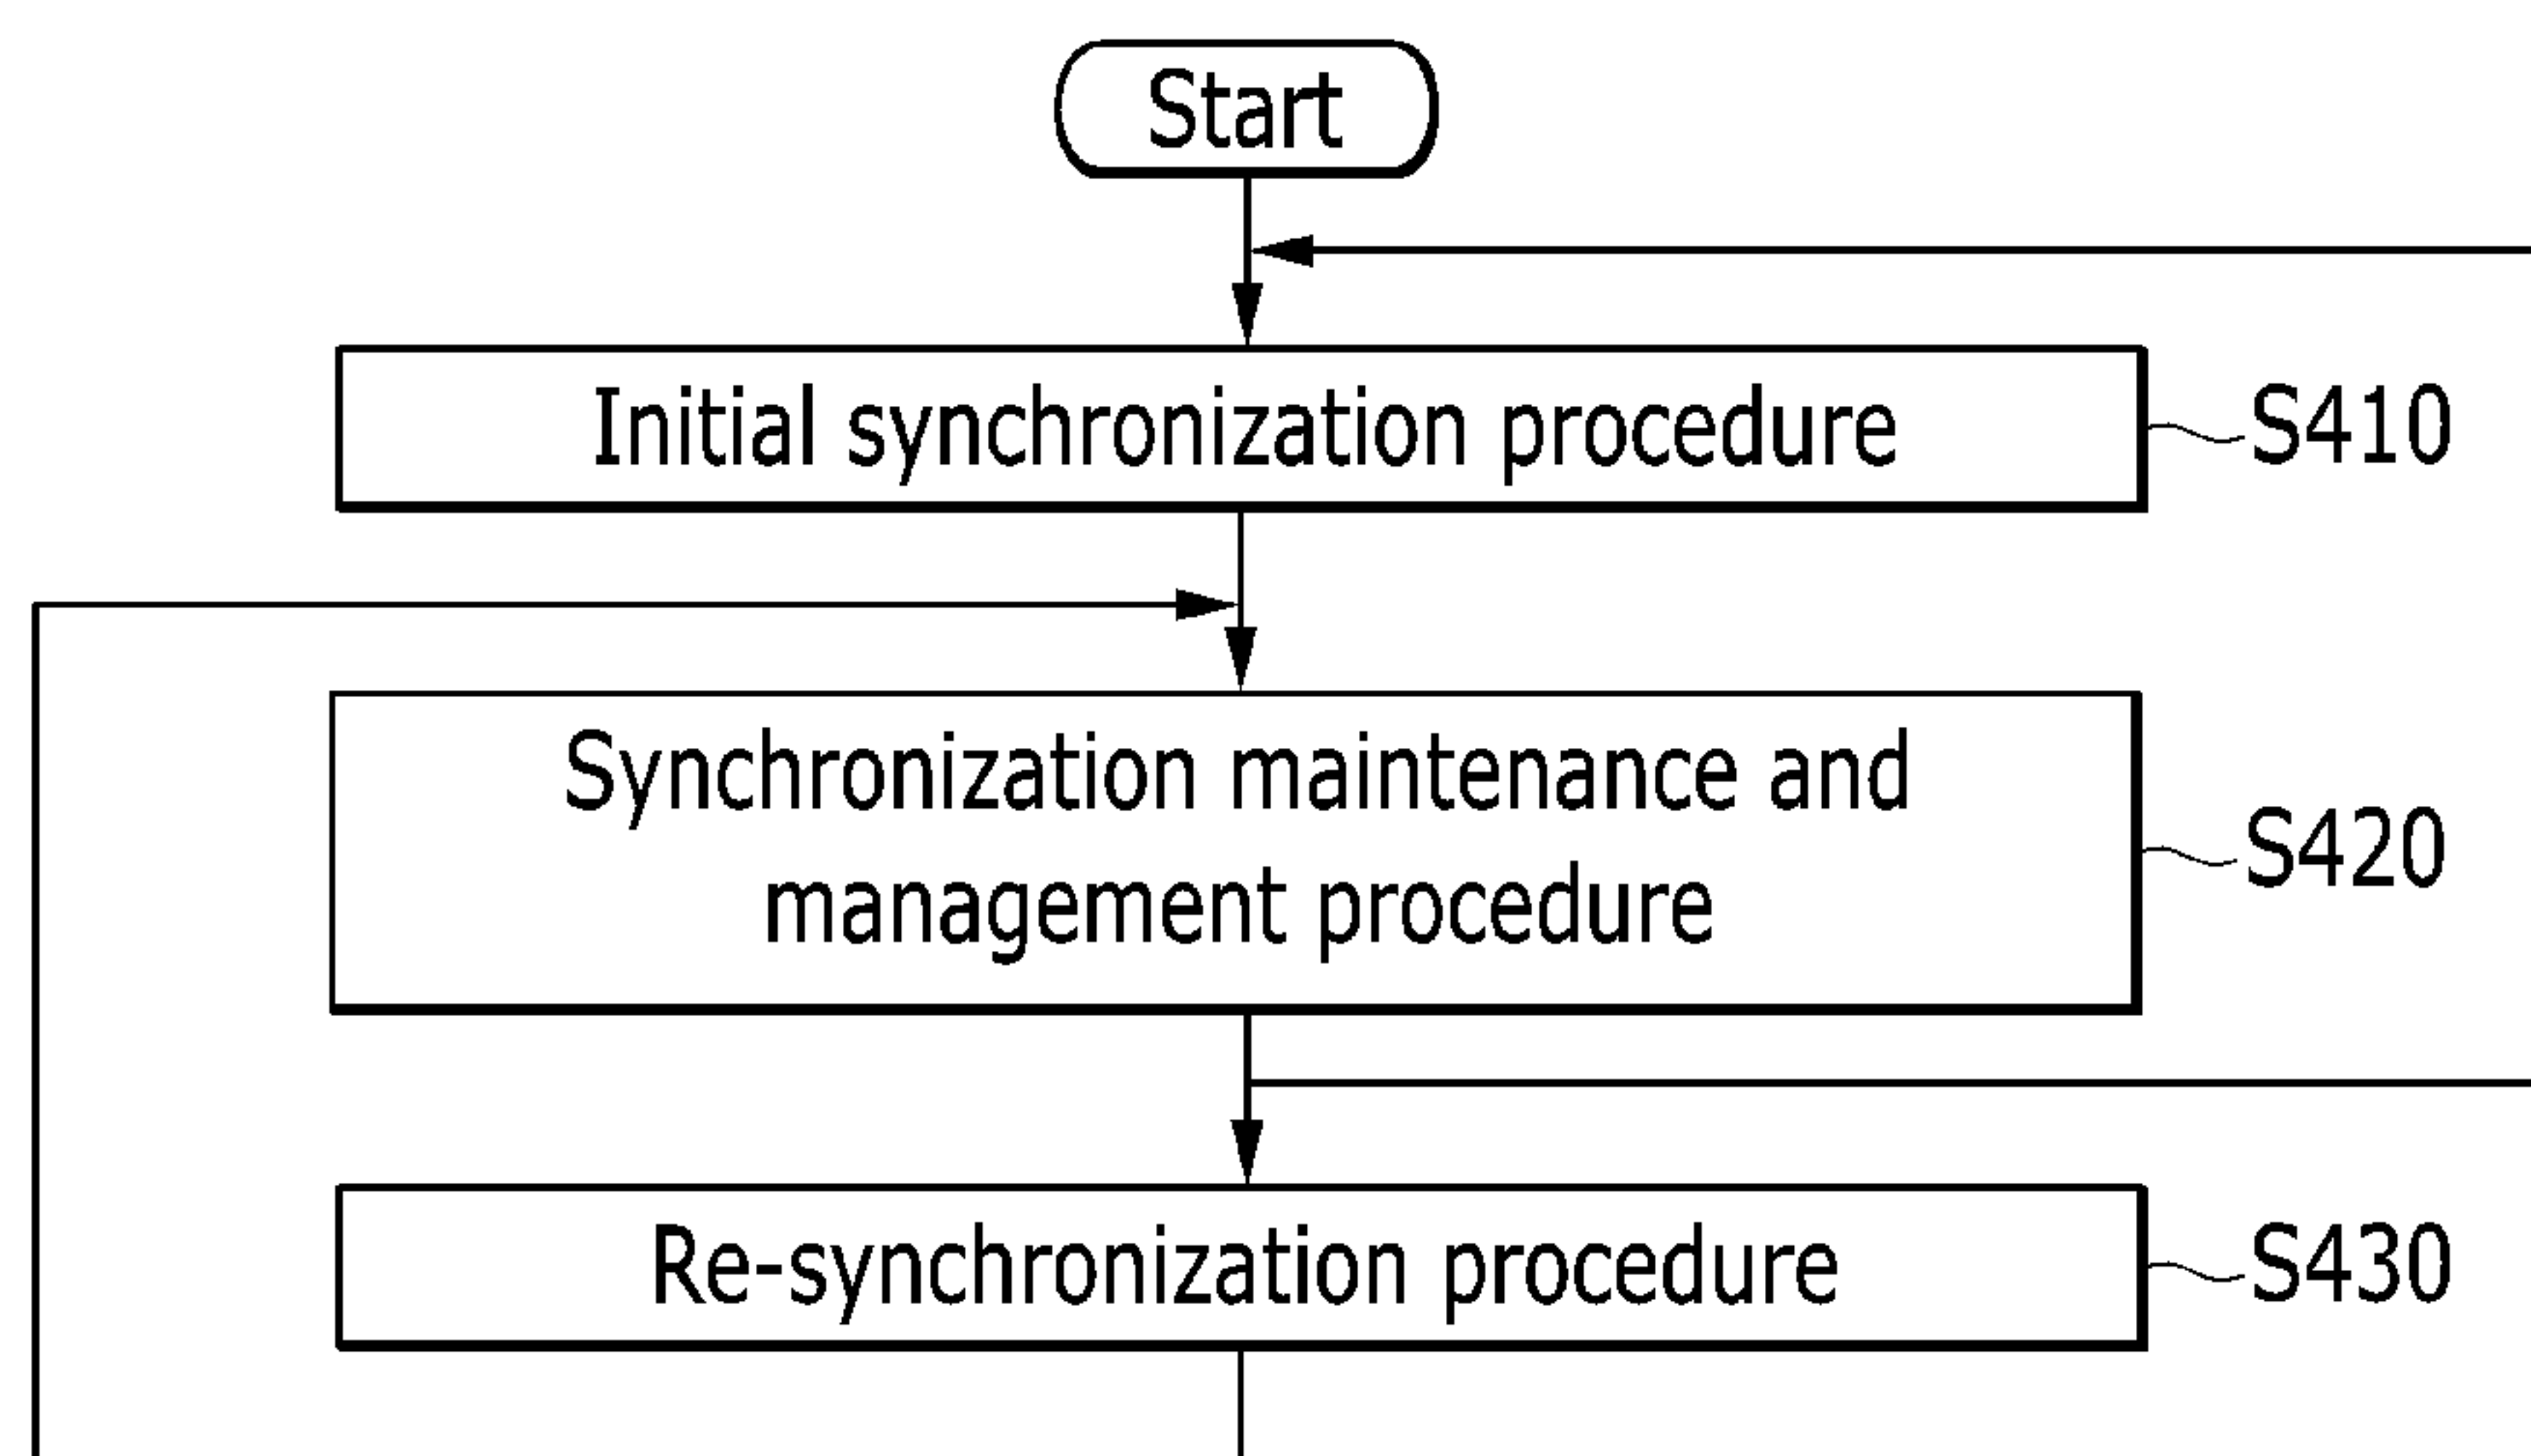 Start
Initial synchronization procedure
S410
Synchronization maintenance and
management procedure
S420
Re-synchronization procedure
S430